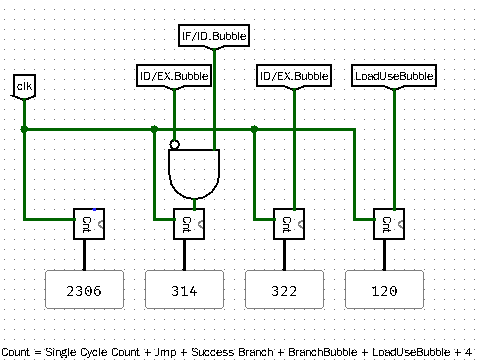 IF/ID.Bubble
ID/EX.Bubble
ID/EX.Bubble
LoadUseBubble
clk
Cnt
Cnt
Cnt
Cnt
2306
314
322
120
Count = Single Cycle Count + Jmp + Success Branch + BranchBubble + LoadUseBubble + 4